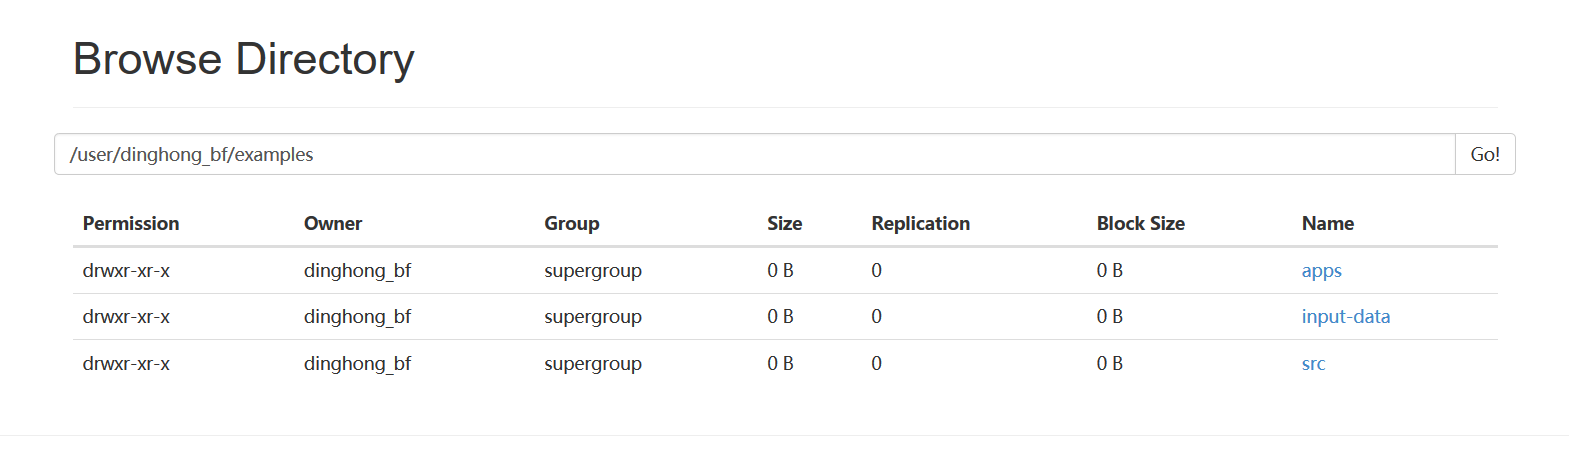 Browse Directory
/user/dinghong_bf/examples Go!
Permission Owner Group Size Replication Block Size Name
drwxr-xr-x dinghong_bf supergroup 0 B 0 0 B apps
drwxr-xr-x dinghong_bf supergroup 0 B 0 0 B input-data
drwxr-xr-x dinghong_bf supergroup 0 B 0 0 B src